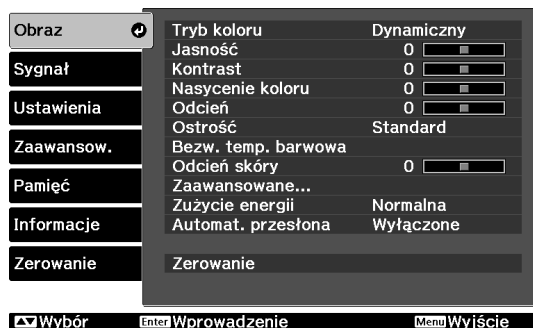 Obraz
Sygnał
Ustawienia
Zaawansow.
Pamięć
Informacje
Zerowanie
Tryb koloru Dynamiczny
Jasność 0
Kontrast 0
Nasycenie koloru 0
Odcień 0
Ostrość Standard
Bezw. temp. barwowa
Odcień skóry 0
Zaawansowane...
Zużycie energii Normalna
Automat. przesłona Wyłączone
Zerowanie
Wybór Enter Wprowadzenie Menu Wyjście